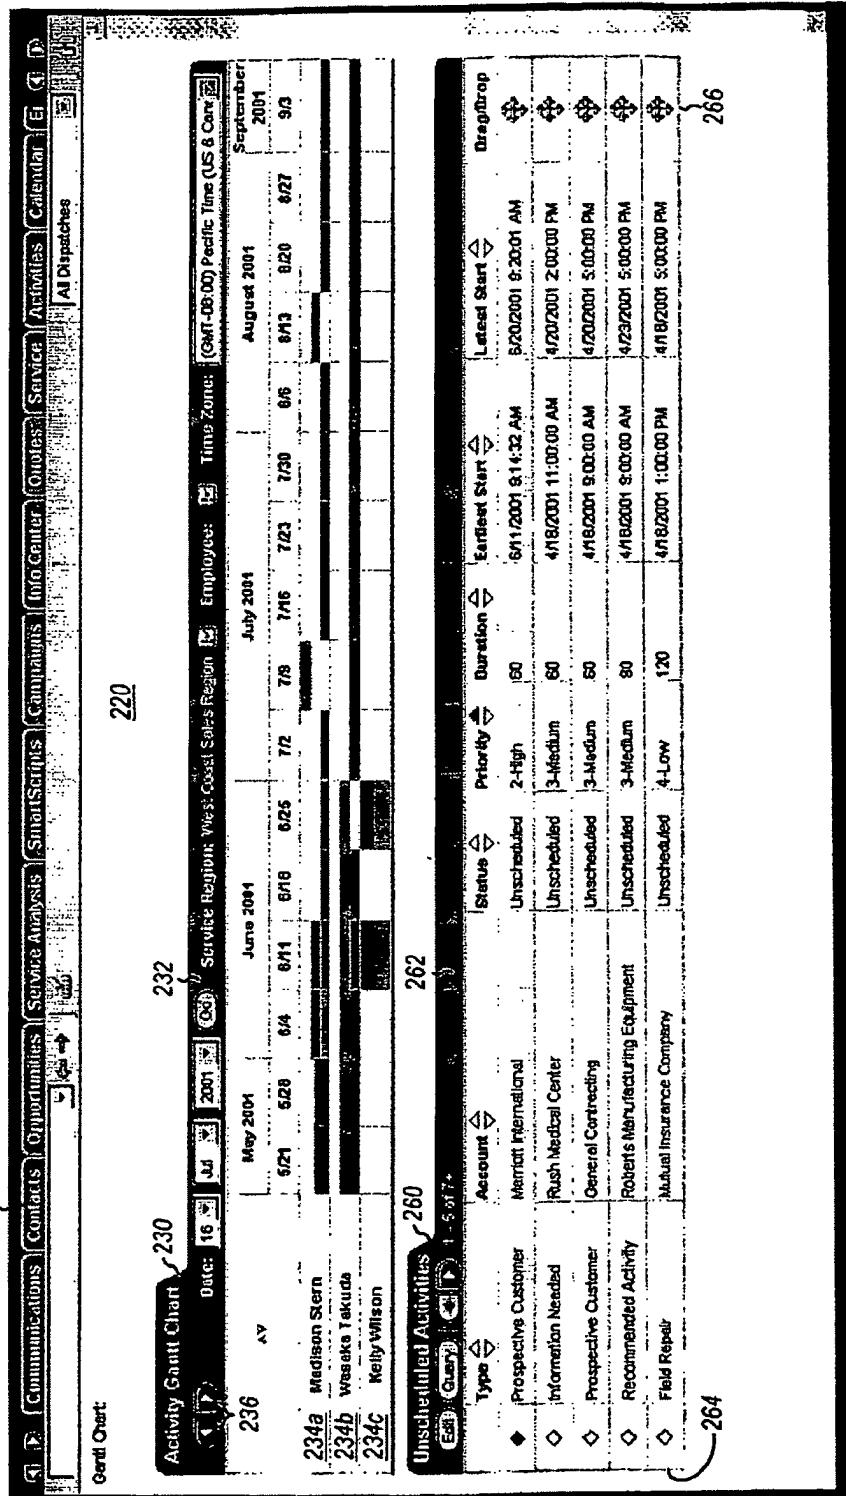 Communications Contacts Opportunities Service Analysis SmartScripts Campaigns Info Center Quotes Service Activities Calendar
All Dispatches
Gantt Chart:
220
230
232
Activity Gantt Chart
Date: 16 Jul 2001 Go! Service Region: West Coast Sales Region Employee: Time Zone: (GMT-08:00) Pacific Time (US &
236
May 2001 June 2001 July 2001 August 2001 September 2001
5/21 5/28 6/4 6/11 6/18 6/25 7/2 7/9 7/16 7/23 7/30 8/6 8/13 8/20 8/27 9/3
234a Madison Stern
234b Wasaka Takuda
234c Kelly Wilson
260
262
Unscheduled Activities
Edit Query 1 - 5 of 7+
Type Account Status Priority Duration Earliest Start Latest Start Drag/Drop
Prospective Customer Marriott International Unscheduled 2-High 60 6/11/2001 9:14:32 AM 6/20/2001 9:20:01 AM
Information Needed Rush Medical Center Unscheduled 3-Medium 60 4/18/2001 11:00:00 AM 4/20/2001 2:00:00 PM
Prospective Customer General Contracting Unscheduled 3-Medium 60 4/18/2001 9:00:00 AM 4/20/2001 5:00:00 PM
Recommended Activity Roberts Manufacturing Equipment Unscheduled 3-Medium 80 4/18/2001 9:00:00 AM 4/23/2001 5:00:00 PM
Field Repair Mutual Insurance Company Unscheduled 4-Low 120 4/18/2001 1:00:00 PM 4/18/2001 5:00:00 PM
264
266